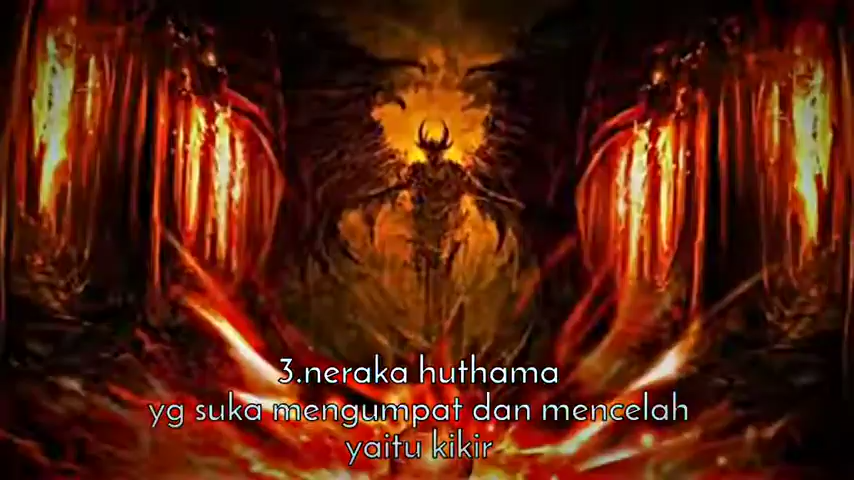 3.neraka huthama
yg suka mengumpat dan mencelah
yaitu kikir